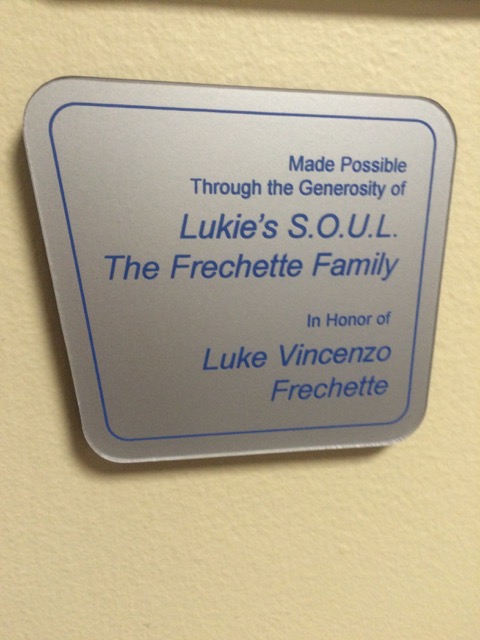 Made Possible
Through the Generosity of
Lukie's S.O.U.L.
The Frechette Family
In Honor of
Luke Vincenzo
Frechette